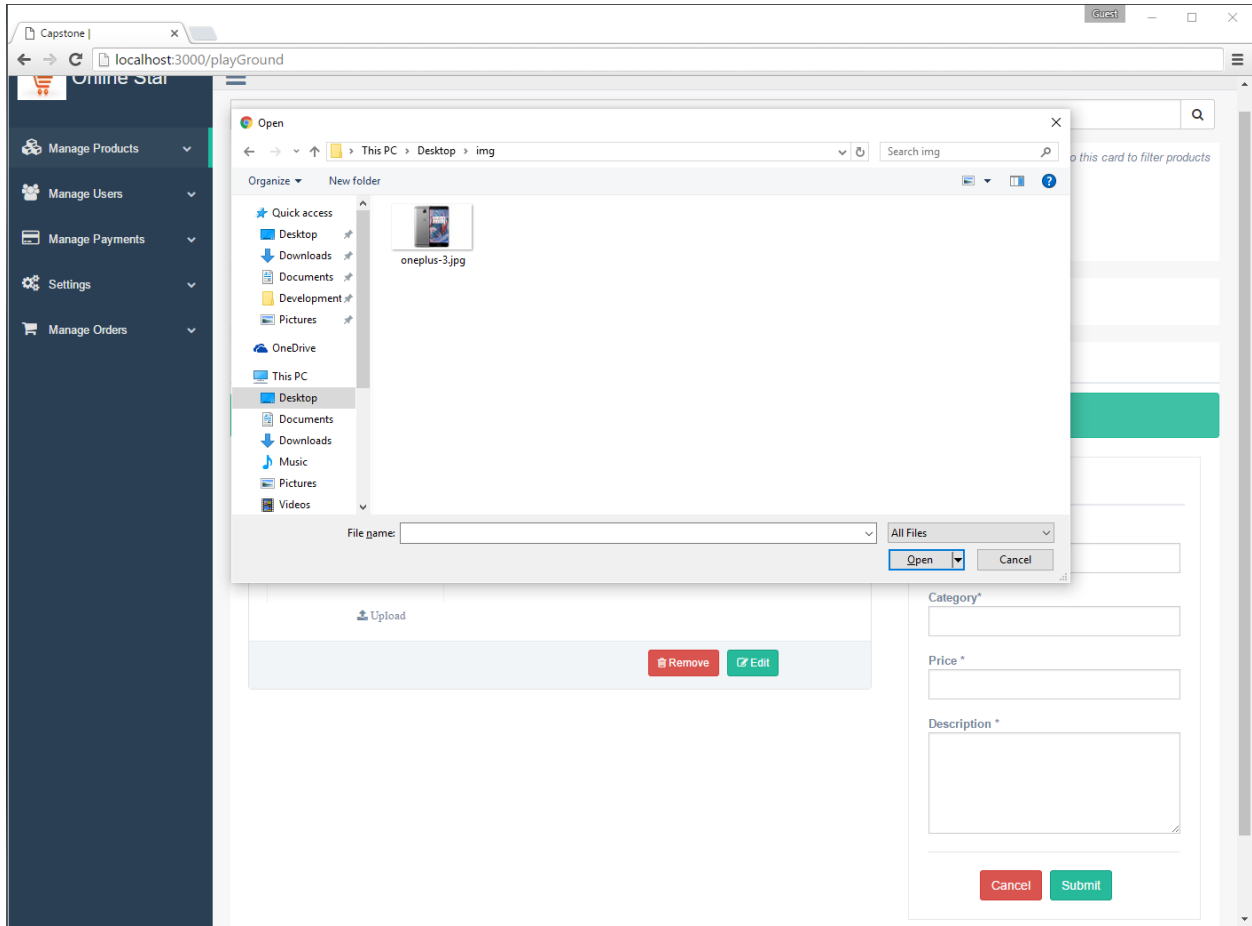 Guest
Capstone |
localhost:3000/playGround
Online Star
Open
This PC > Desktop > img
Search img
o this card to filter products
Organize
New folder
Manage Products
Manage Users
Manage Payments
Settings
Manage Orders
Quick access
Desktop
Downloads
Documents
Development
Pictures
OneDrive
This PC
Desktop
Documents
Downloads
Music
Pictures
Videos
oneplus-3.jpg
File name:
All Files
Open
Cancel
Upload
Remove
Edit
Category*
Price *
Description *
Cancel
Submit